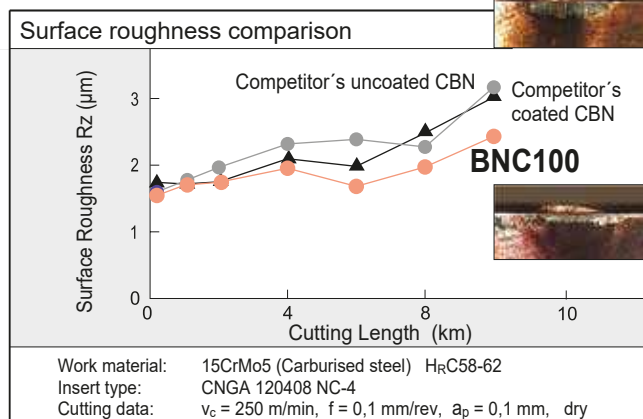 Surface roughness comparison
Surface Roughness Rz (µm)
3
2
1
0
Competitor´s uncoated CBN
Competitor´s
coated CBN
BNC100
0
4
6
8
10
Cutting Length (km)
Work material: 15CrMo5 (Carburised steel) HRC58-62
Insert type: CNGA 120408 NC-4
Cutting data: vc = 250 m/min, f = 0,1 mm/rev, ap = 0,1 mm, dry